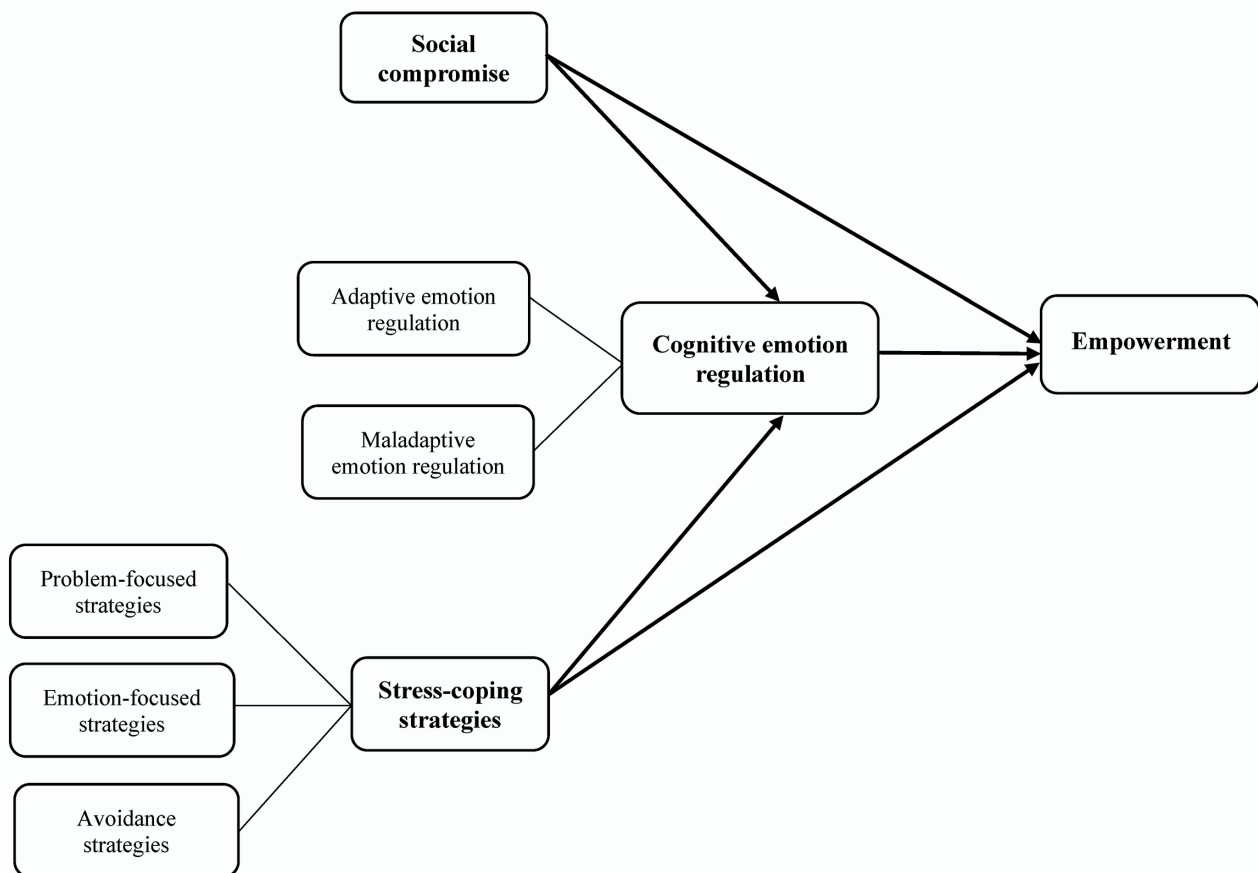 Social
compromise
Adaptive emotion
regulation
Cognitive emotion
regulation
Empowerment
Maladaptive
emotion regulation
Problem-focused
strategies
Emotion-focused
strategies
Stress-coping
strategies
Avoidance
strategies